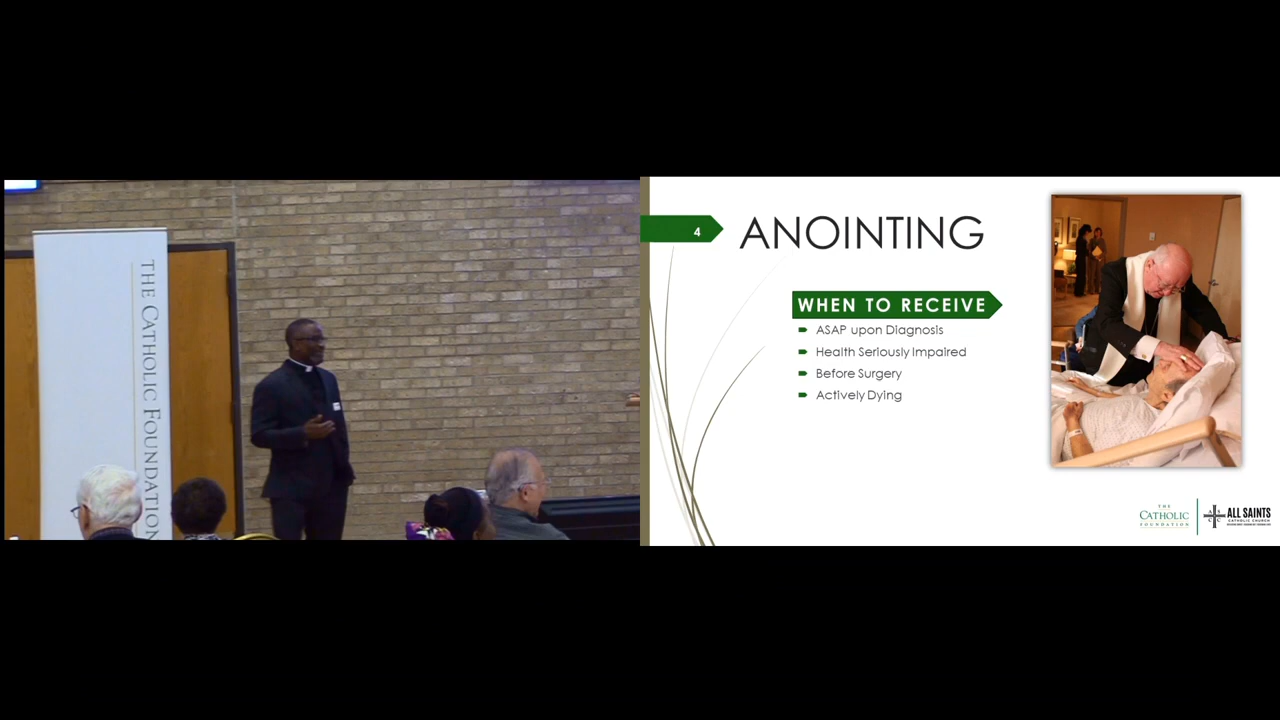 THE CATHOLIC FOUNDATION
4
ANOINTING
WHEN TO RECEIVE
ASAP upon Diagnosis
Health Seriously Impaired
Before Surgery
Actively Dying
THE
CATHOLIC
FOUNDATION
ALL SAINTS
CATHOLIC CHURCH